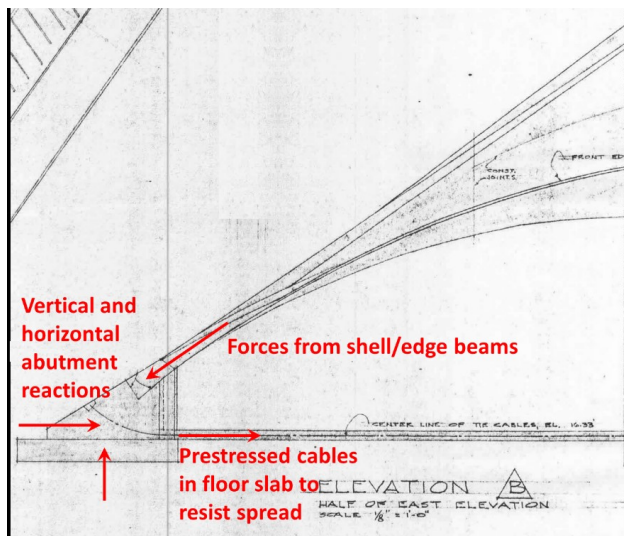 CONST.
JOINTS
FRONT ED
Vertical and
horizontal
abutment
reactions
Forces from shell/edge beams
CENTER LINE OF TIE CABLES, EL. 16.33'
Prestressed cables
in floor slab to
resist spread
ELEVATION B
HALF OF EAST ELEVATION
SCALE 1/8" = 1'-0"